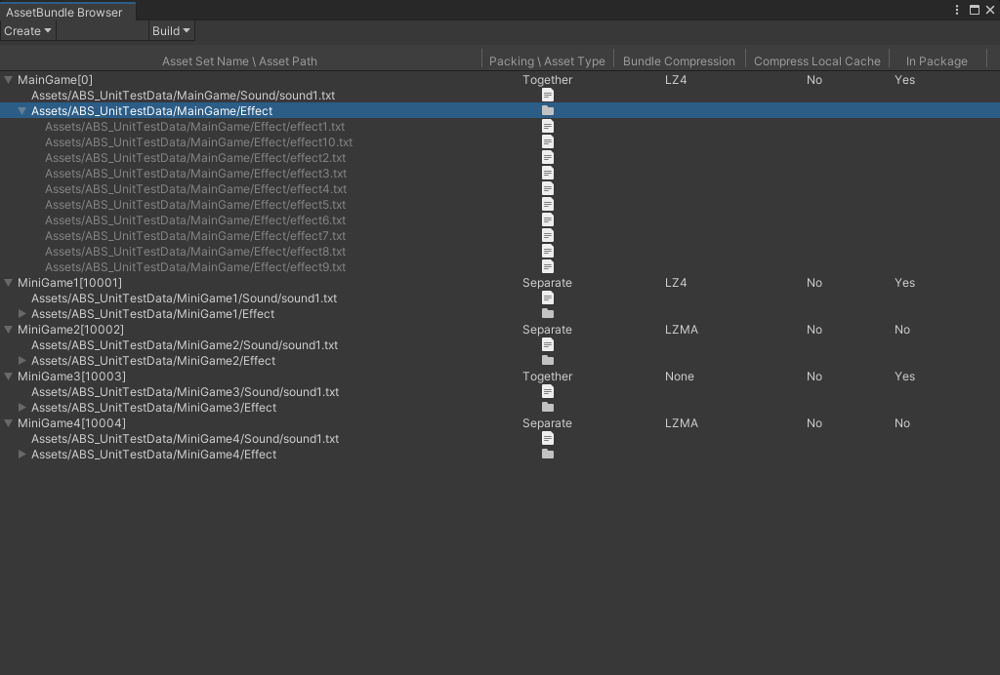 AssetBundle Browser
Create Build
Asset Set Name \ Asset Path Packing \ Asset Type Bundle Compression Compress Local Cache In Package
MainGame[0] Together LZ4 No Yes
Assets/ABS_UnitTestData/MainGame/Sound/sound1.txt
Assets/ABS_UnitTestData/MainGame/Effect
Assets/ABS_UnitTestData/MainGame/Effect/effect1.txt
Assets/ABS_UnitTestData/MainGame/Effect/effect10.txt
Assets/ABS_UnitTestData/MainGame/Effect/effect2.txt
Assets/ABS_UnitTestData/MainGame/Effect/effect3.txt
Assets/ABS_UnitTestData/MainGame/Effect/effect4.txt
Assets/ABS_UnitTestData/MainGame/Effect/effect5.txt
Assets/ABS_UnitTestData/MainGame/Effect/effect6.txt
Assets/ABS_UnitTestData/MainGame/Effect/effect7.txt
Assets/ABS_UnitTestData/MainGame/Effect/effect8.txt
Assets/ABS_UnitTestData/MainGame/Effect/effect9.txt
MiniGame1[10001] Separate LZ4 No Yes
Assets/ABS_UnitTestData/MiniGame1/Sound/sound1.txt
Assets/ABS_UnitTestData/MiniGame1/Effect
MiniGame2[10002] Separate LZMA No No
Assets/ABS_UnitTestData/MiniGame2/Sound/sound1.txt
Assets/ABS_UnitTestData/MiniGame2/Effect
MiniGame3[10003] Together None No Yes
Assets/ABS_UnitTestData/MiniGame3/Sound/sound1.txt
Assets/ABS_UnitTestData/MiniGame3/Effect
MiniGame4[10004] Separate LZMA No No
Assets/ABS_UnitTestData/MiniGame4/Sound/sound1.txt
Assets/ABS_UnitTestData/MiniGame4/Effect